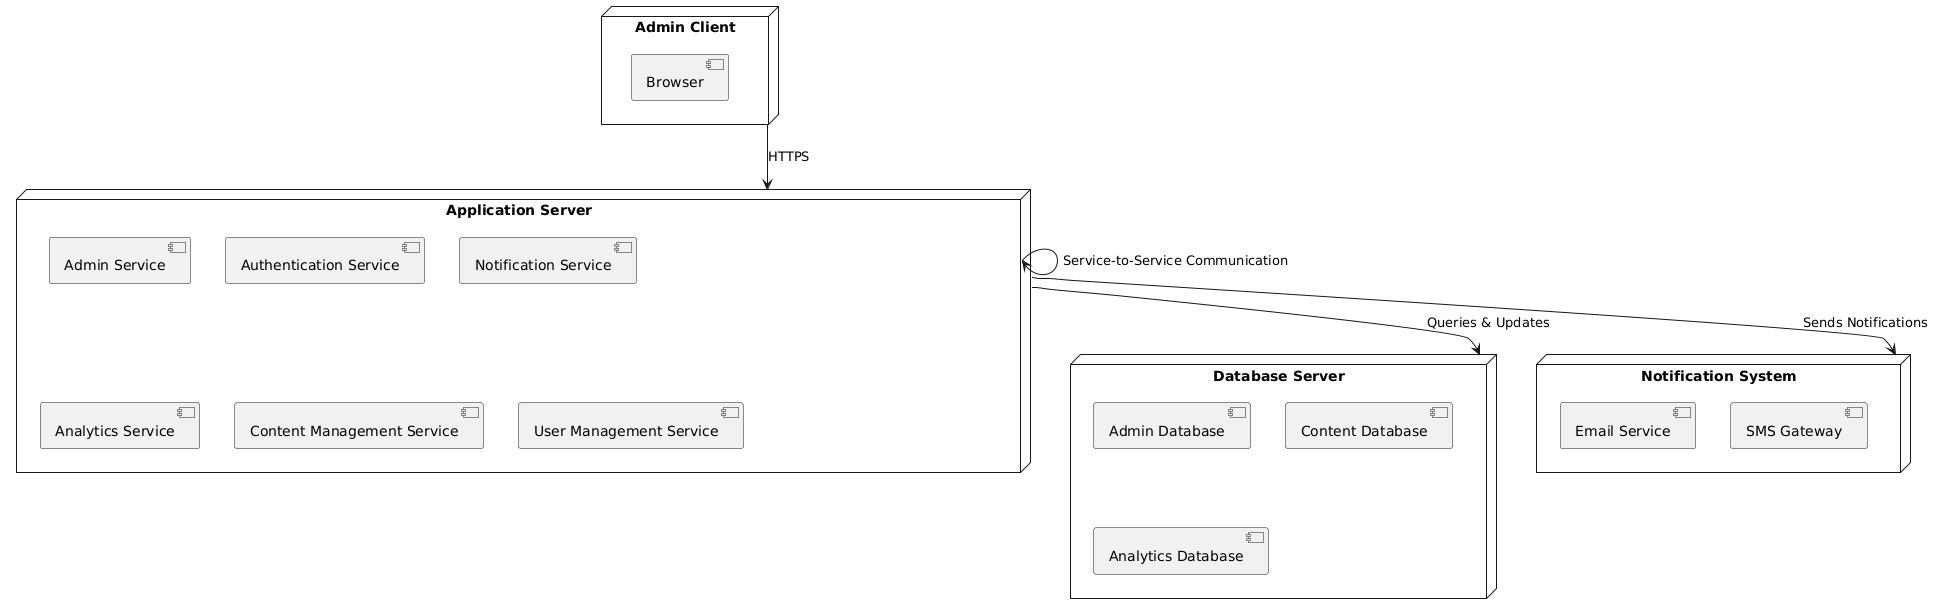 Admin Client
Browser
HTTPS
Application Server
Admin Service
Authentication Service
Notification Service
Service-to-Service Communication
Queries & Updates
Sends Notifications
Analytics Service
Content Management Service
User Management Service
Database Server
Admin Database
Content Database
Analytics Database
Notification System
Email Service
SMS Gateway